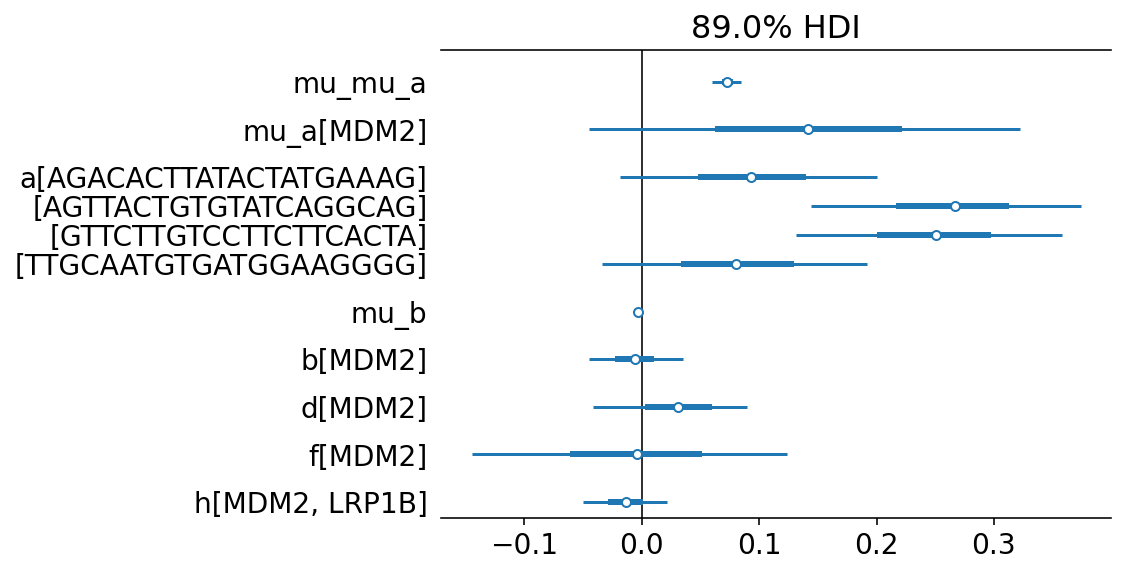 89.0% HDI
mu_mu_a
mu_a[MDM2]
a[AGACACTTATACTATGAAAG]
[AGTTACTGTGTATCAGGCAG]
[GTTCTTGTCCTTCTTCACTA]
[TTGCAATGTGATGGAAGGGG]
mu_b
b[MDM2]
d[MDM2]
f[MDM2]
h[MDM2, LRP1B]
−0.1 0.0 0.1 0.2 0.3